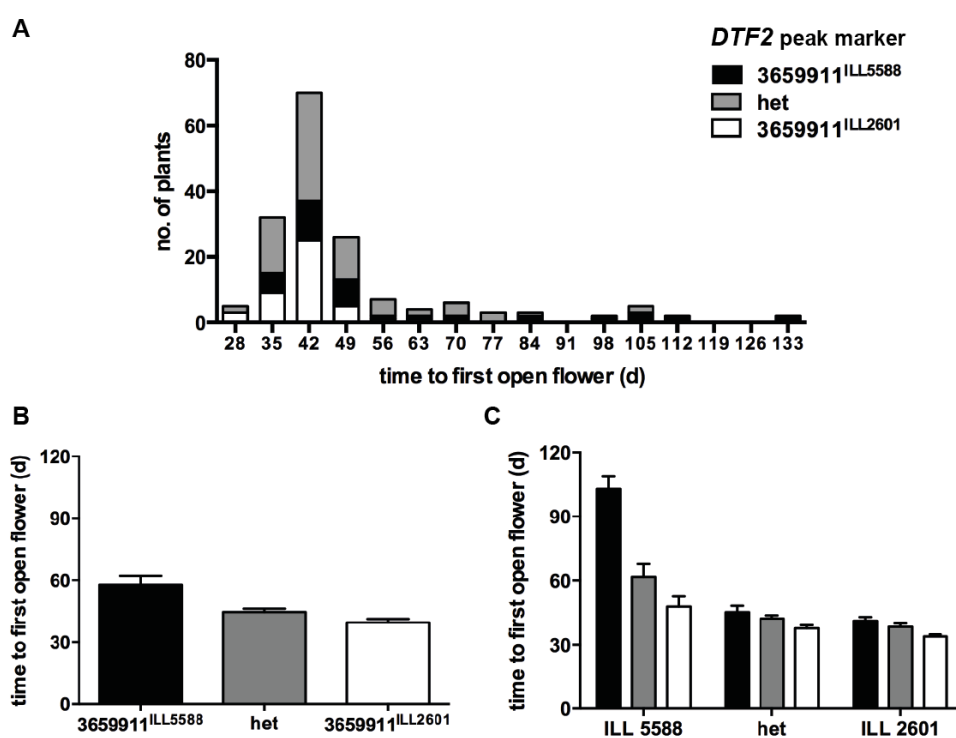 A
DTF2 peak marker
3659911ILL5588
het
3659911ILL2601
no. of plants
80
60
40
20
0
28 35 42 49 56 63 70 77 84 91 98 105 112 119 126 133
time to first open flower (d)
B
time to first open flower (d)
120
90
60
30
0
3659911ILL5588 het 3659911ILL2601
C
time to first open flower (d)
120
90
60
30
0
ILL 5588 het ILL 2601